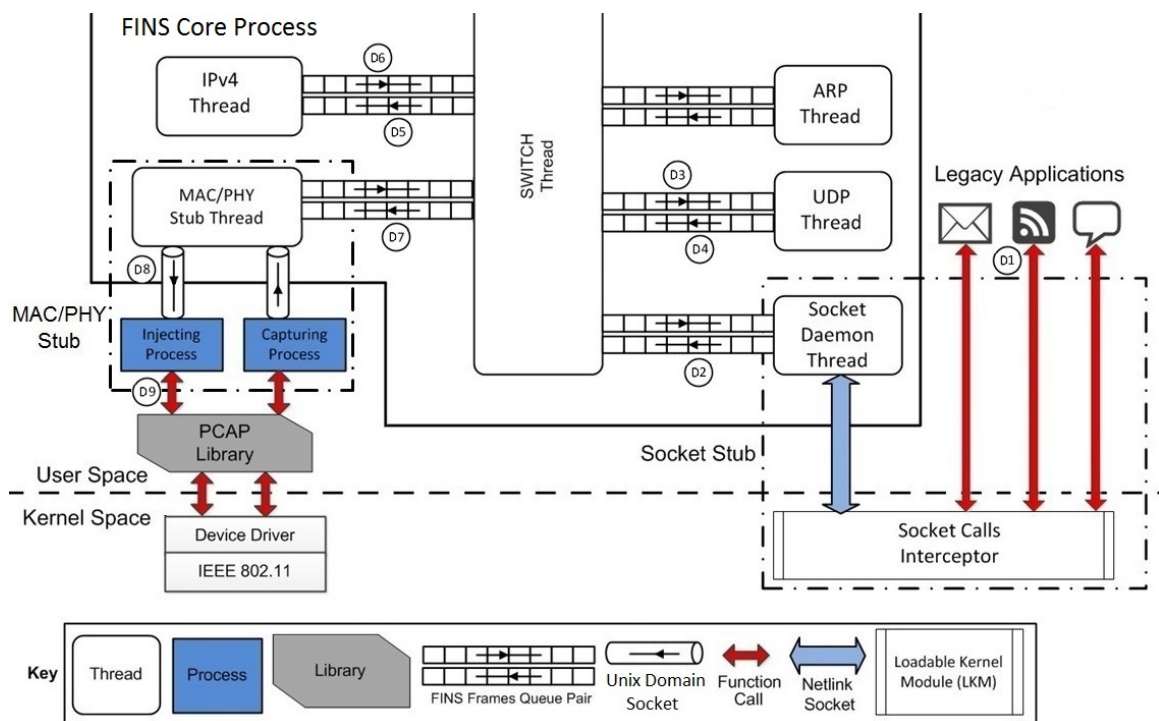 FINS Core Process
D6
IPv4
Thread
D5
ARP
Thread
SWITCH
Thread
MAC/PHY
Stub Thread
D7
D3
UDP
Thread
D4
Legacy Applications
D1
D8
MAC/PHY
Stub
Injecting
Process
Capturing
Process
Socket
Daemon
Thread
D2
D9
PCAP
Library
User Space
Socket Stub
Kernel Space
Device Driver
IEEE 802.11
Socket Calls
Interceptor
Key
Thread
Process
Library
FINS Frames Queue Pair
Unix Domain
Socket
Function
Call
Netlink
Socket
Loadable Kernel
Module (LKM)